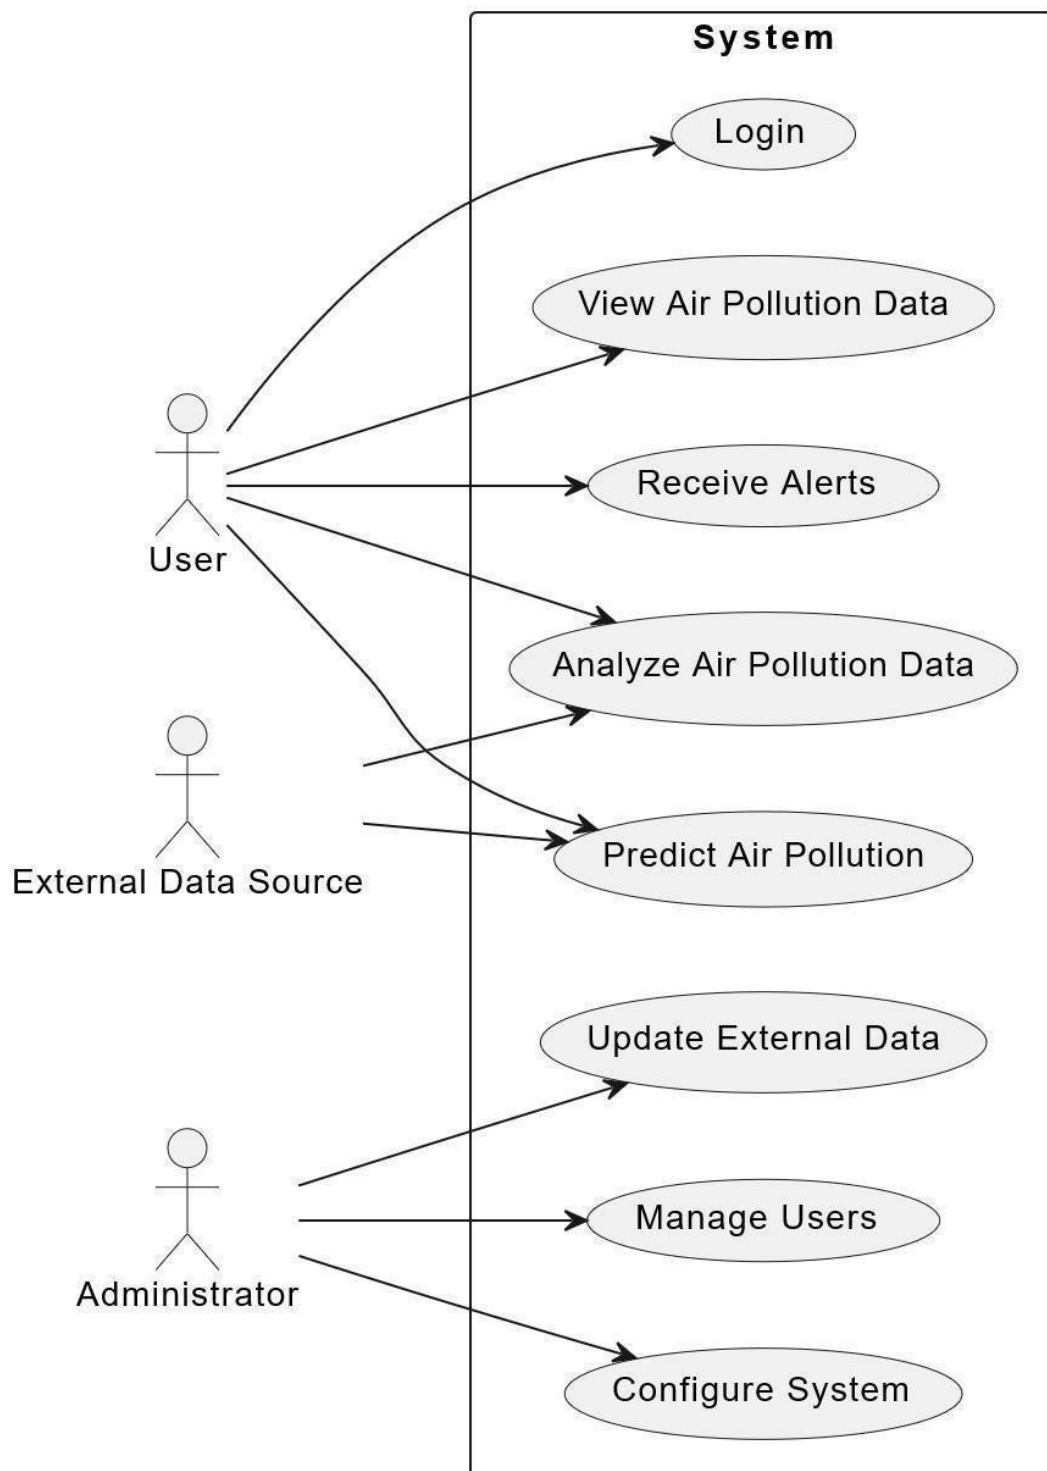 System
Login
View Air Pollution Data
Receive Alerts
User
Analyze Air Pollution Data
Predict Air Pollution
External Data Source
Update External Data
Manage Users
Administrator
Configure System